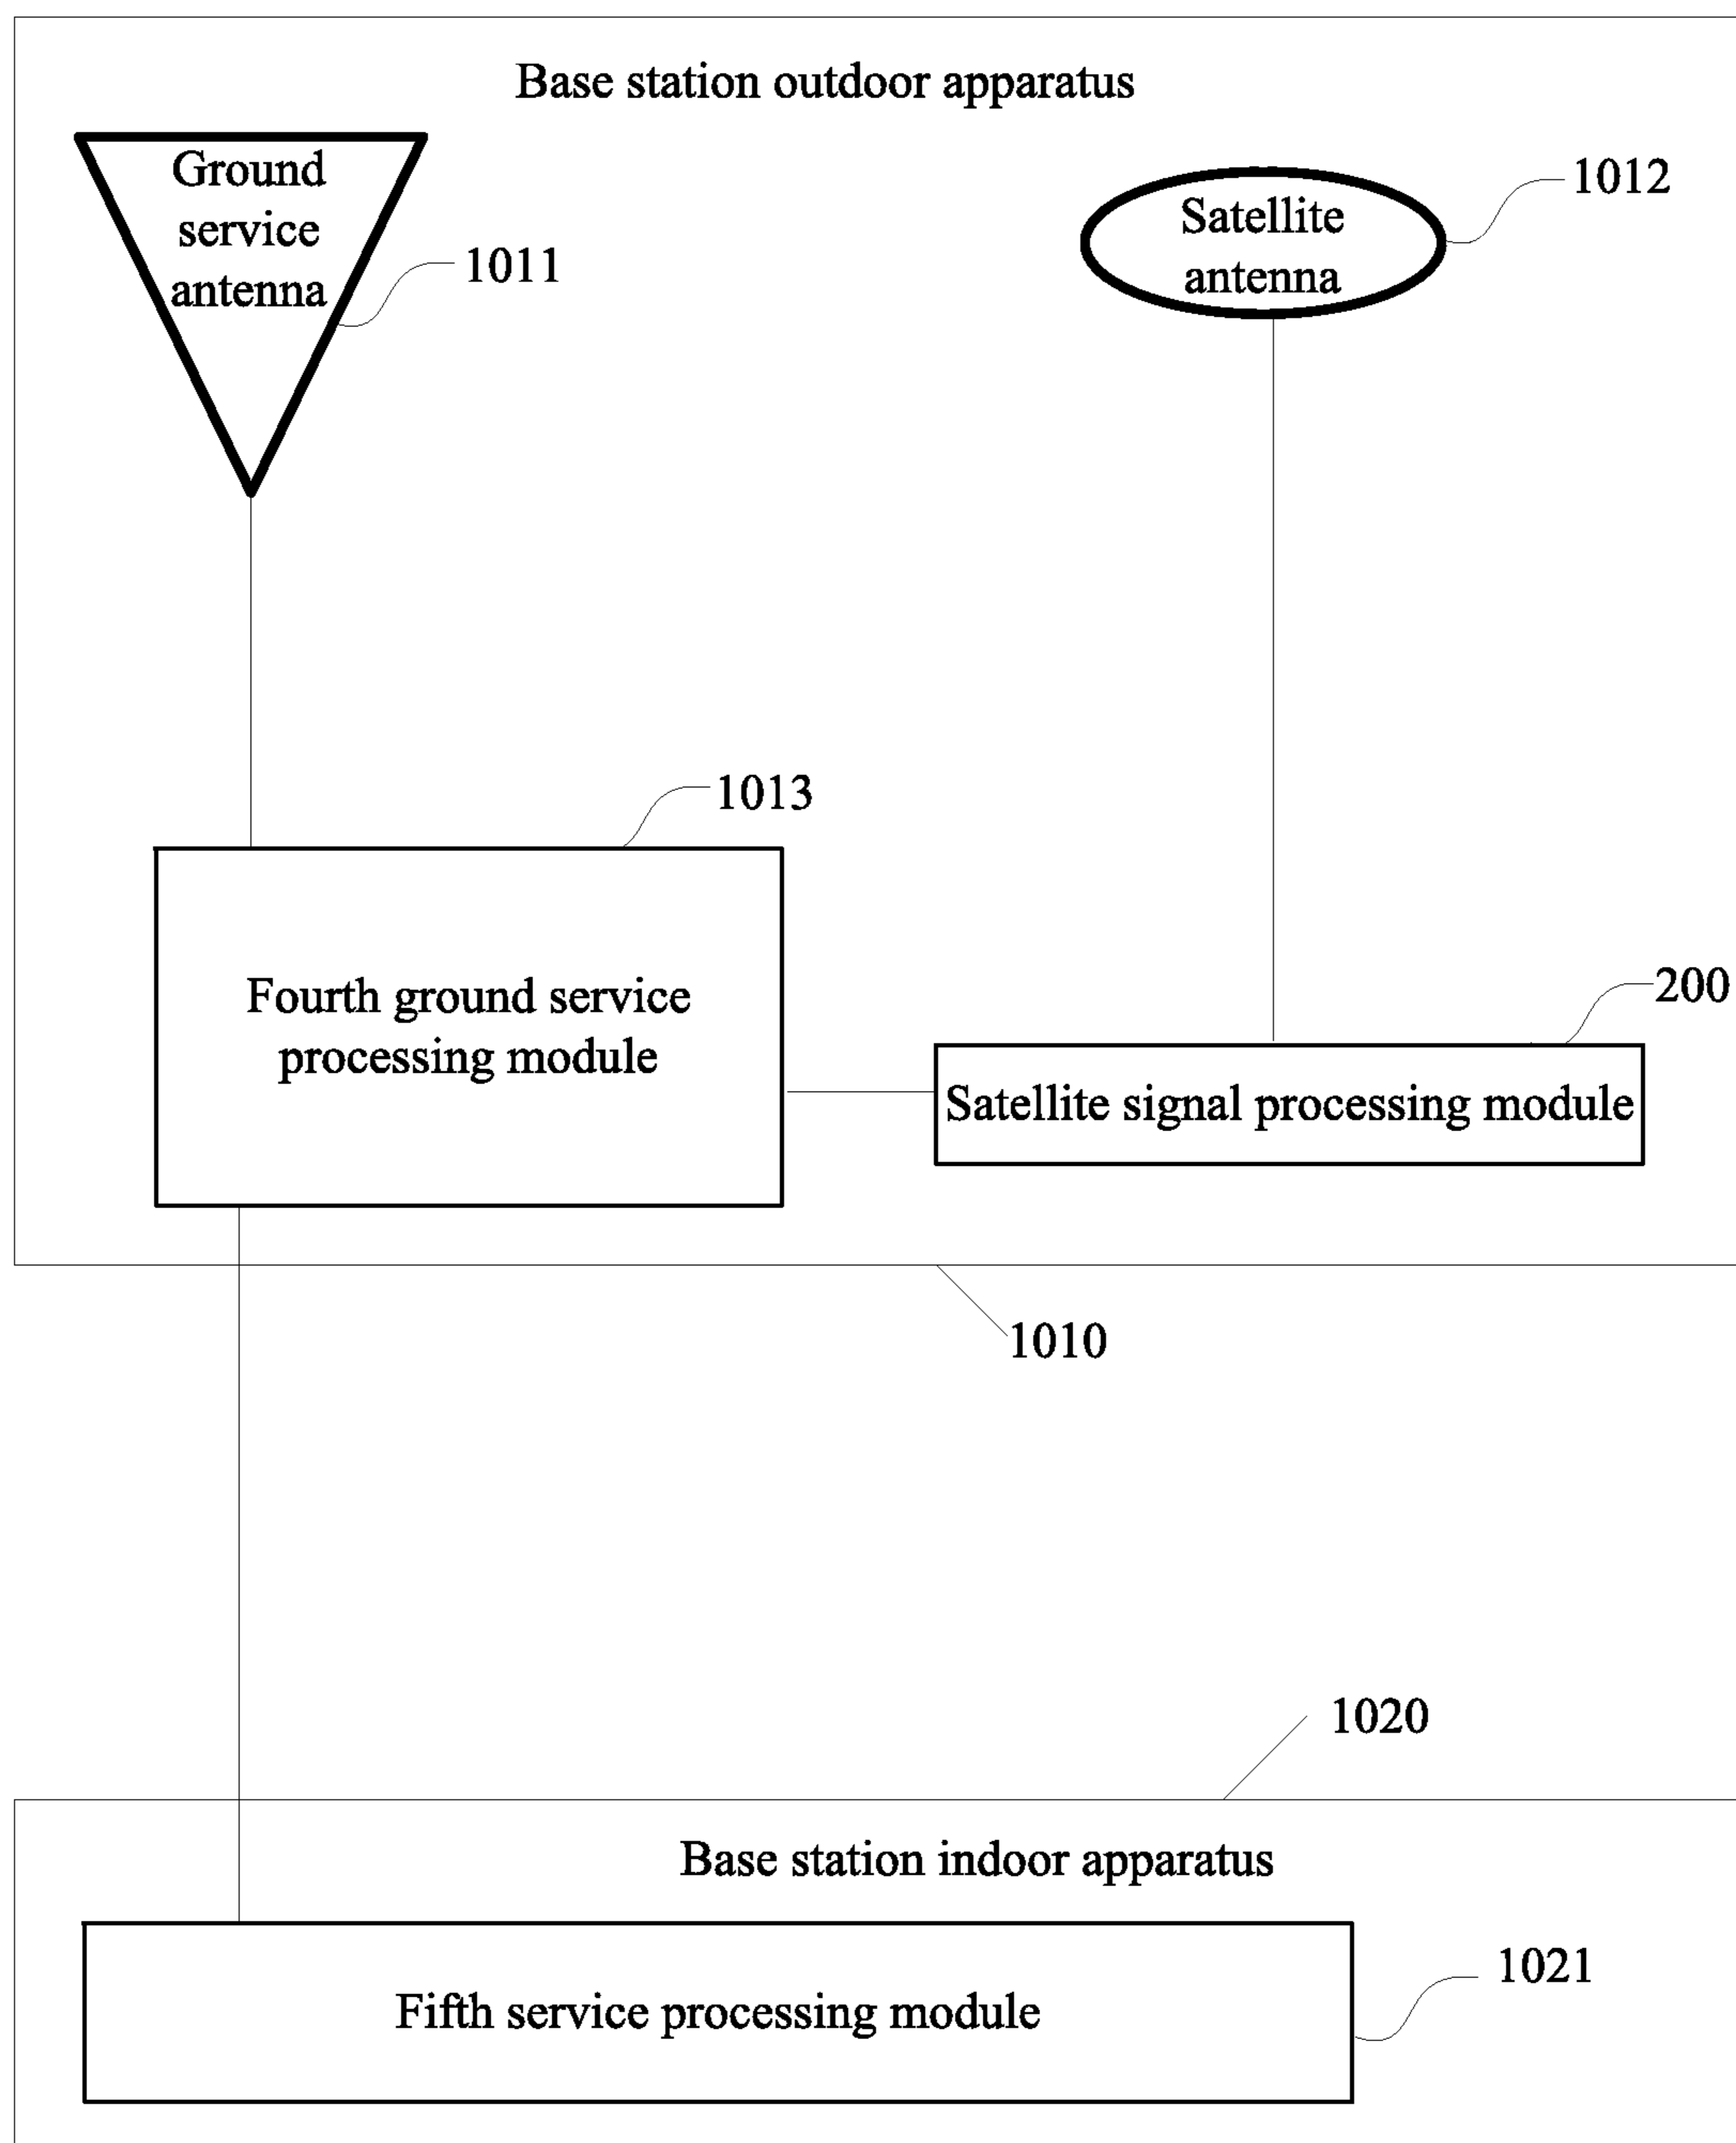 Base station outdoor apparatus
Ground
service
antenna
1011
Satellite
antenna
1012
1013
Fourth ground service
processing module
200
Satellite signal processing module
1010
1020
Base station indoor apparatus
Fifth service processing module
1021